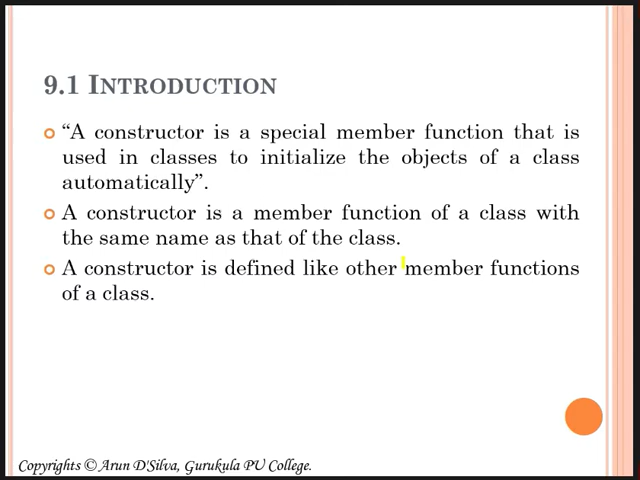 9.1 INTRODUCTION
“A constructor is a special member function that is
used in classes to initialize the objects of a class
automatically”.
A constructor is a member function of a class with
the same name as that of the class.
A constructor is defined like other member functions
of a class.
Copyrights © Arun D'Silva, Gurukula PU College.